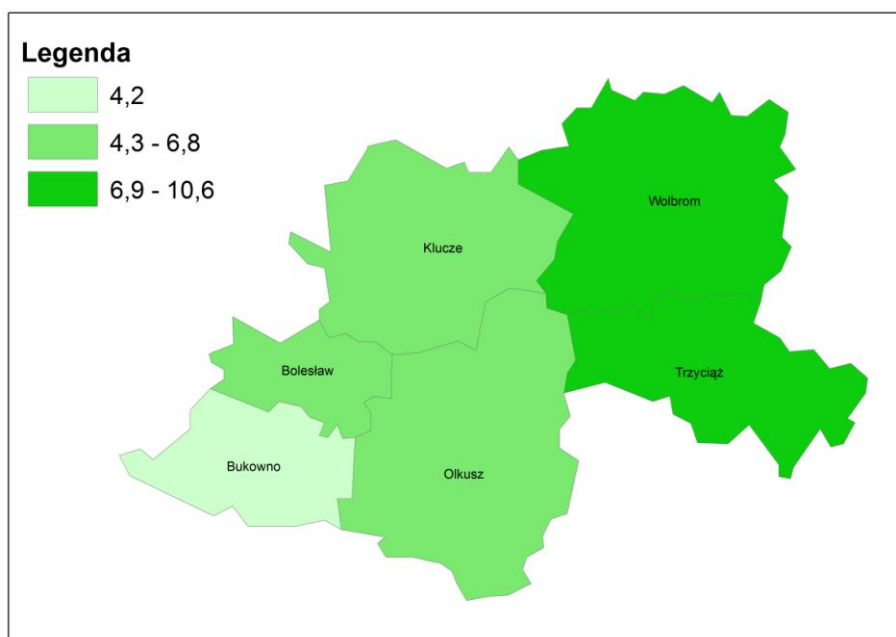 Legenda
4,2
4,3 - 6,8
6,9 - 10,6
Wolbrom
Klucze
Bolesław
Trzyciąż
Bukowno
Olkusz